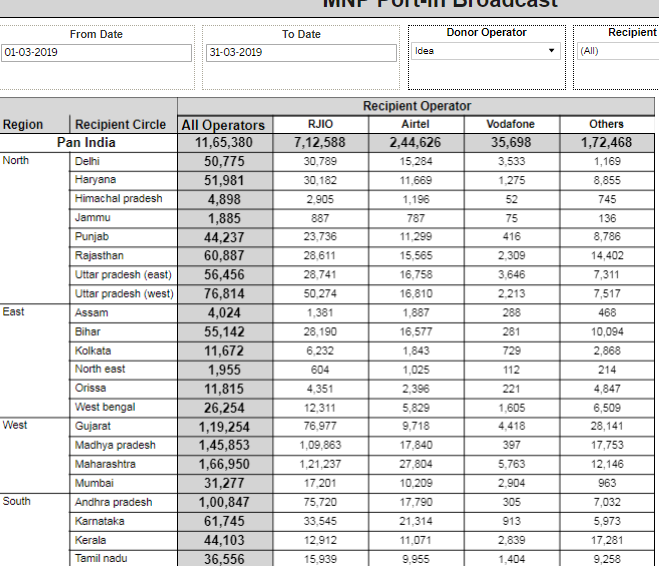 MNP Port-In Broadcast
From Date To Date Donor Operator Recipient
01-03-2019 31-03-2019 Idea (All)
Recipient Operator
Region Recipient Circle All Operators RJIO Airtel Vodafone Others
Pan India 11,65,380 7,12,588 2,44,626 35,698 1,72,468
North Delhi 50,775 30,789 15,284 3,533 1,169
Haryana 51,981 30,182 11,669 1,275 8,855
Himachal pradesh 4,898 2,905 1,196 52 745
Jammu 1,885 887 787 75 136
Punjab 44,237 23,736 11,299 416 8,786
Rajasthan 60,887 28,611 15,565 2,309 14,402
Uttar pradesh (east) 56,456 28,741 16,758 3,646 7,311
Uttar pradesh (west) 76,814 50,274 16,810 2,213 7,517
East Assam 4,024 1,381 1,887 288 468
Bihar 55,142 28,190 16,577 281 10,094
Kolkata 11,672 6,232 1,843 729 2,868
North east 1,955 604 1,025 112 214
Orissa 11,815 4,351 2,396 221 4,847
West bengal 26,254 12,311 5,829 1,605 6,509
West Gujarat 1,19,254 76,977 9,718 4,418 28,141
Madhya pradesh 1,45,853 1,09,863 17,840 397 17,753
Maharashtra 1,66,950 1,21,237 27,804 5,763 12,146
Mumbai 31,277 17,201 10,209 2,904 963
South Andhra pradesh 1,00,847 75,720 17,790 305 7,032
Karnataka 61,745 33,545 21,314 913 5,973
Kerala 44,103 12,912 11,071 2,839 17,281
Tamil nadu 36,556 15,939 9,955 1,404 9,258